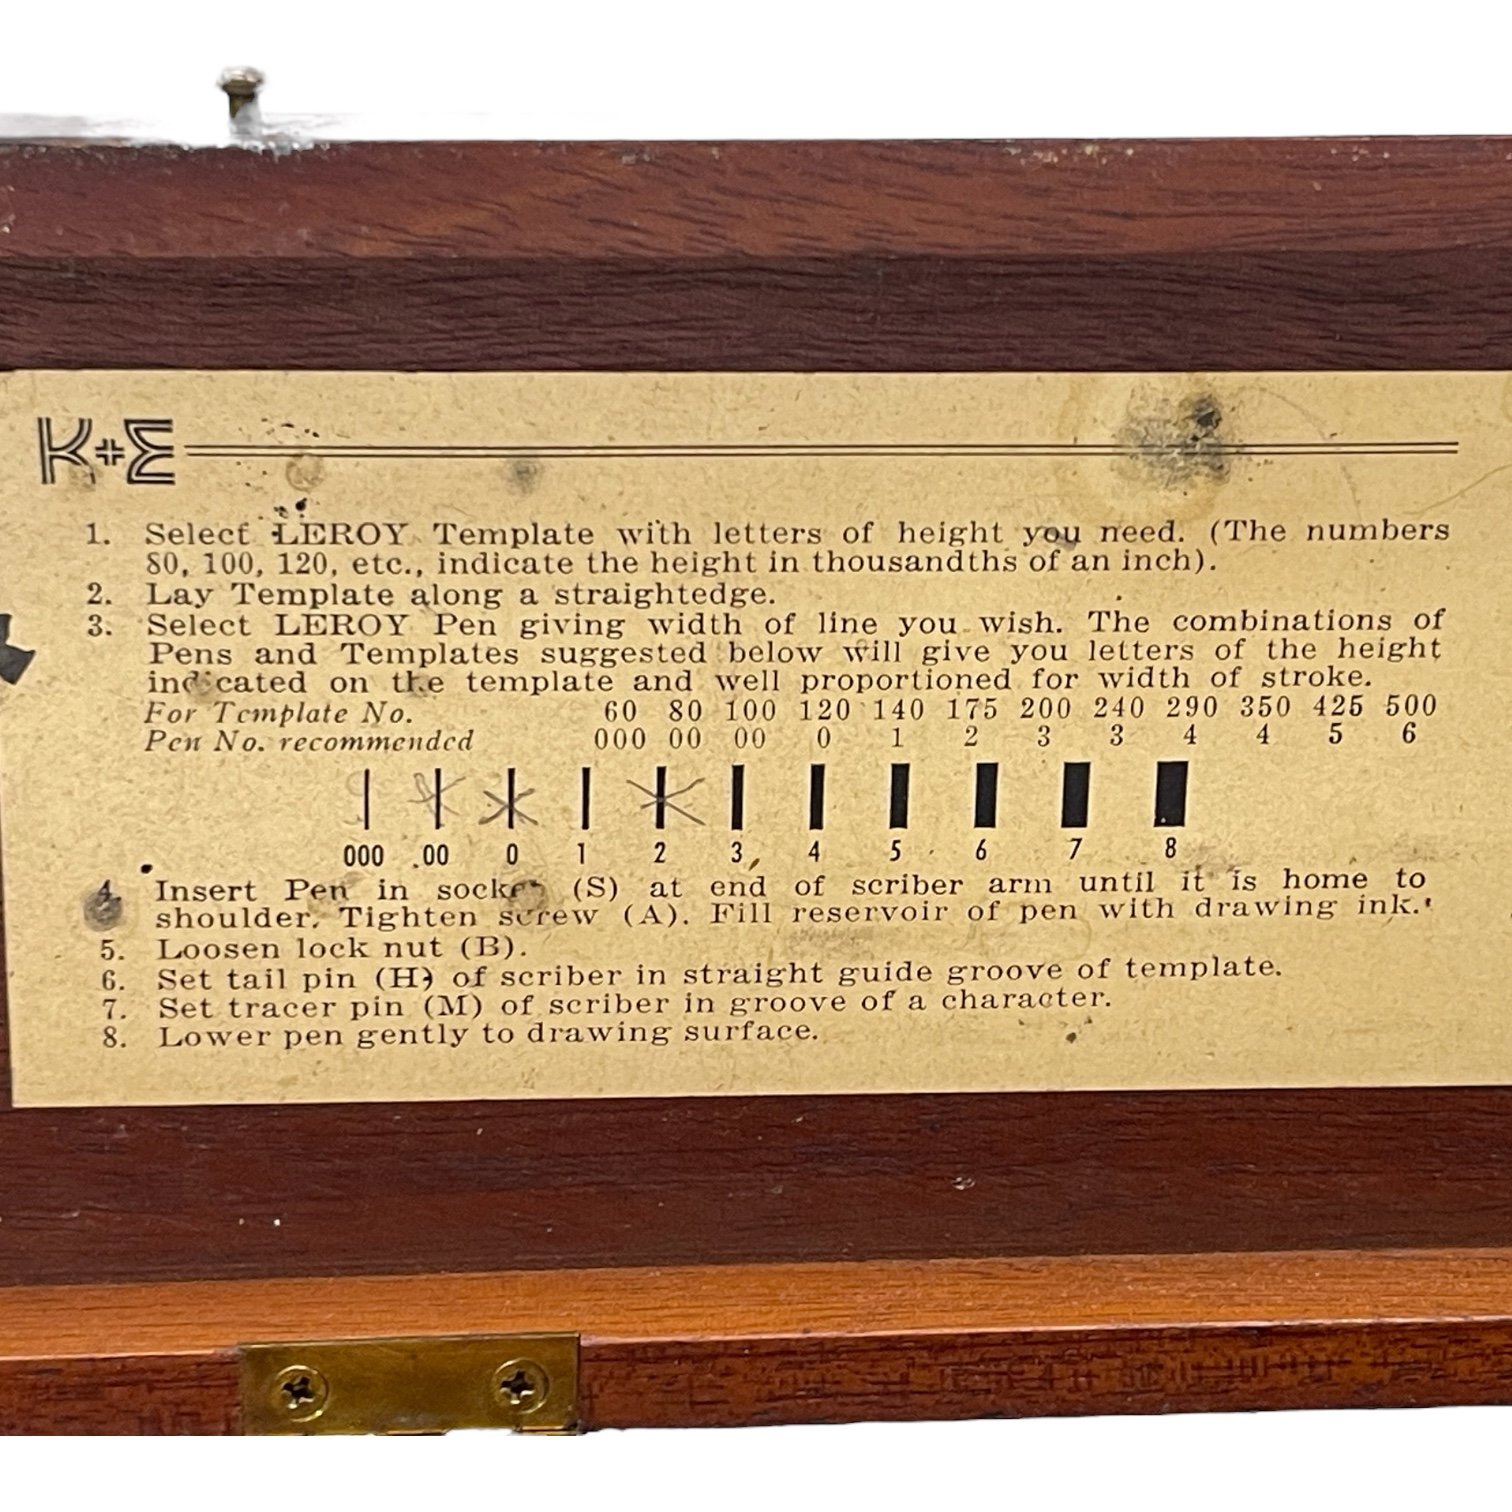 K+E
1. Select LEROY Template with letters of height you need. (The numbers
80, 100, 120, etc., indicate the height in thousandths of an inch).
2. Lay Template along a straightedge.
3. Select LEROY Pen giving width of line you wish. The combinations of
Pens and Templates suggested below will give you letters of the height
indicated on the template and well proportioned for width of stroke.
For Template No. 60 80 100 120 140 175 200 240 290 350 425 500
Pen No. recommended 000 00 00 0 1 2 3 3 4 4 5 6
000 00 0 1 2 3 4 5 6 7 8
4. Insert Pen in socket (S) at end of scriber arm until it is home to
shoulder. Tighten screw (A). Fill reservoir of pen with drawing ink.
5. Loosen lock nut (B).
6. Set tail pin (H) of scriber in straight guide groove of template.
7. Set tracer pin (M) of scriber in groove of a character.
8. Lower pen gently to drawing surface.